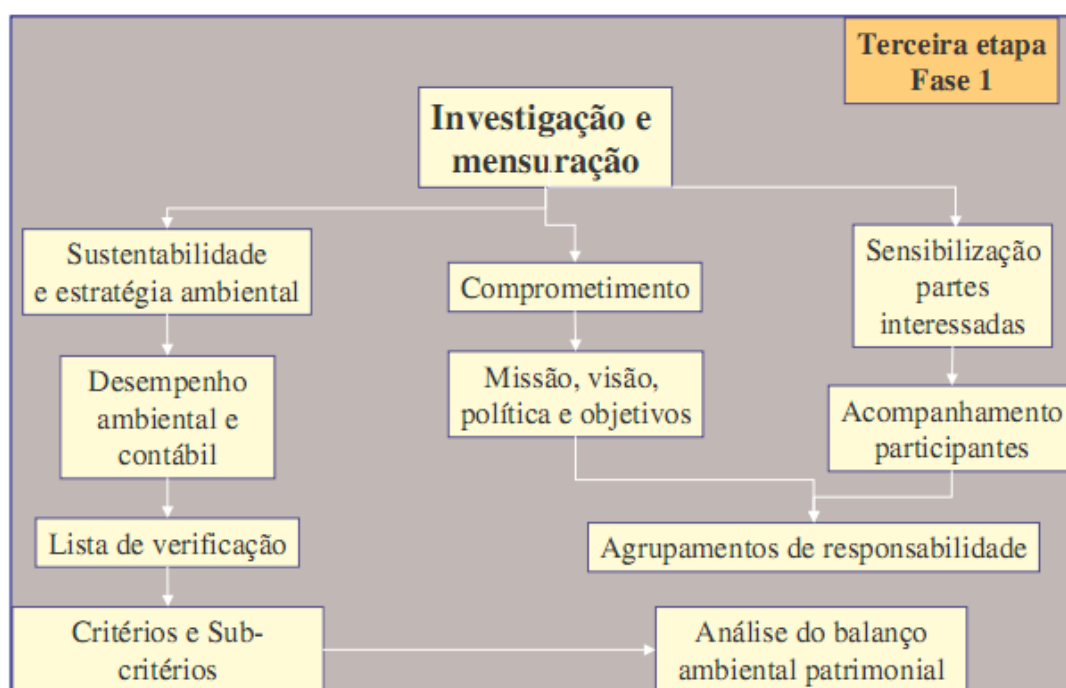 Terceira etapa
Fase 1
Investigação e
mensuração
Sustentabilidade
e estratégia ambiental
Comprometimento
Sensibilização
partes
interessadas
Desempenho
ambiental e
contábil
Missão, visão,
política e objetivos
Acompanhamento
participantes
Lista de verificação
Agrupamentos de responsabilidade
Critérios e Sub-
critérios
Análise do balanço
ambiental patrimonial